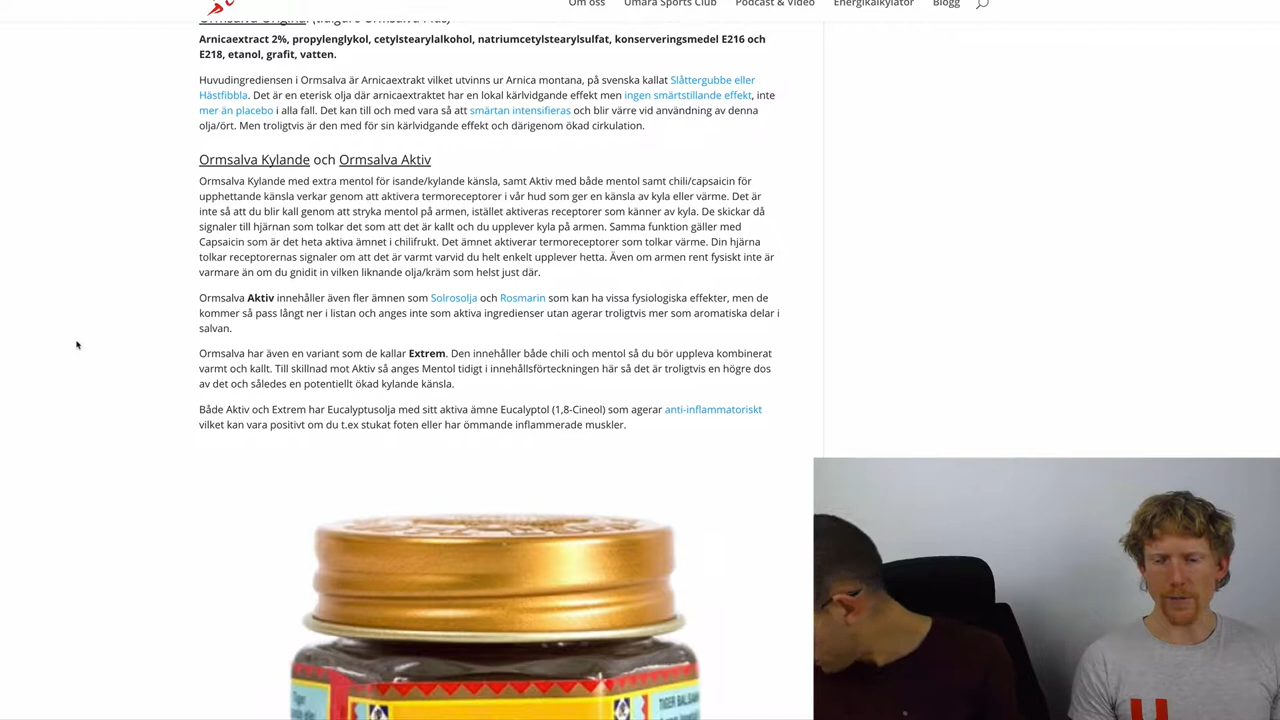 Om oss Umara Sports Club Podcast & Video Energikalkylator Blogg
Ormsalva Original (tidigare Ormsalva Plus)
Arnicaextract 2%, propylenglykol, cetylstearylalkohol, natriumcetylstearylsulfat, konserveringsmedel E216 och
E218, etanol, grafit, vatten.
Huvudingrediensen i Ormsalva är Arnicaextrakt vilket utvinns ur Arnica montana, på svenska kallat Slåttergubbe eller
Hästfibbla. Det är en eterisk olja där arnicaextraktet har en lokal kärlvidgande effekt men ingen smärtstillande effekt, inte
mer än placebo i alla fall. Det kan till och med vara så att smärtan intensifieras och blir värre vid användning av denna
olja/ört. Men troligtvis är den med för sin kärlvidgande effekt och därigenom ökad cirkulation.
Ormsalva Kylande och Ormsalva Aktiv
Ormsalva Kylande med extra mentol för isande/kylande känsla, samt Aktiv med både mentol samt chili/capsaicin för
upphettande känsla verkar genom att aktivera termoreceptorer i vår hud som ger en känsla av kyla eller värme. Det är
inte så att du blir kall genom att stryka mentol på armen, istället aktiveras receptorer som känner av kyla. De skickar då
signaler till hjärnan som tolkar det som att det är kallt och du upplever kyla på armen. Samma funktion gäller med
Capsaicin som är det heta aktiva ämnet i chilifrukt. Det ämnet aktiverar termoreceptorer som tolkar värme. Din hjärna
tolkar receptorernas signaler om att det är varmt varvid du helt enkelt upplever hetta. Även om armen rent fysiskt inte är
varmare än om du gnidit in vilken liknande olja/kräm som helst just där.
Ormsalva Aktiv innehåller även fler ämnen som Solrosolja och Rosmarin som kan ha vissa fysiologiska effekter, men de
kommer så pass långt ner i listan och anges inte som aktiva ingredienser utan agerar troligtvis mer som aromatiska delar i
salvan.
Ormsalva har även en variant som de kallar Extrem. Den innehåller både chili och mentol så du bör uppleva kombinerat
varmt och kallt. Till skillnad mot Aktiv så anges Mentol tidigt i innehållsförteckningen här så det är troligtvis en högre dos
av det och således en potentiellt ökad kylande känsla.
Både Aktiv och Extrem har Eucalyptusolja med sitt aktiva ämne Eucalyptol (1,8-Cineol) som agerar anti-inflammatoriskt
vilket kan vara positivt om du t.ex stukat foten eller har ömmande inflammerade muskler.
TIGER BALSAM